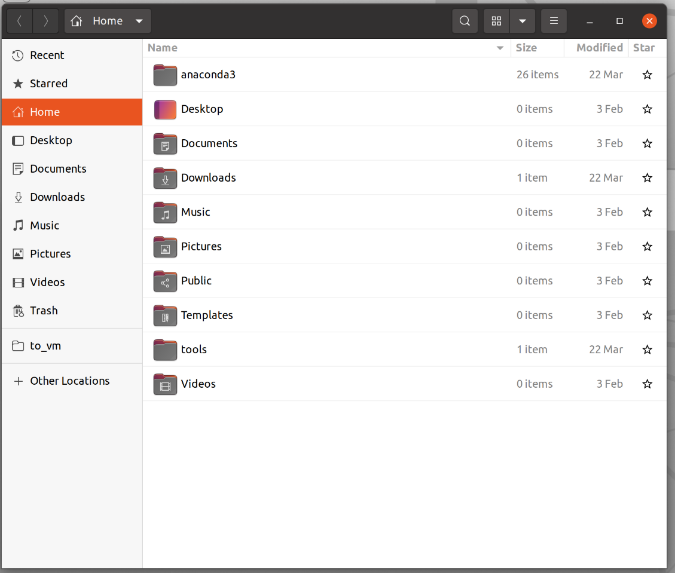 Home
Name Size Modified Star
Recent
Starred
Home
Desktop
Documents
Downloads
Music
Pictures
Videos
Trash
to_vm
Other Locations
anaconda3 26 items 22 Mar
Desktop 0 items 3 Feb
Documents 0 items 3 Feb
Downloads 1 item 22 Mar
Music 0 items 3 Feb
Pictures 0 items 3 Feb
Public 0 items 3 Feb
Templates 0 items 3 Feb
tools 1 item 22 Mar
Videos 0 items 3 Feb